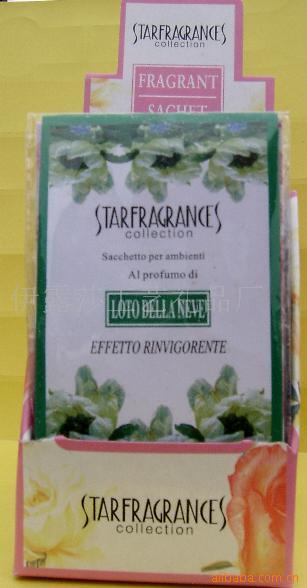 STARFRAGRANCES
collection
FRAGRANT
SACHET
STARFRAGRANCES
collection
Sacchetto per ambienti
Al profumo di
LOTO DELLA NEVE
EFFETTO RINVIGORENTE
STARFRAGRANCES
collection
alibaba.com.cn